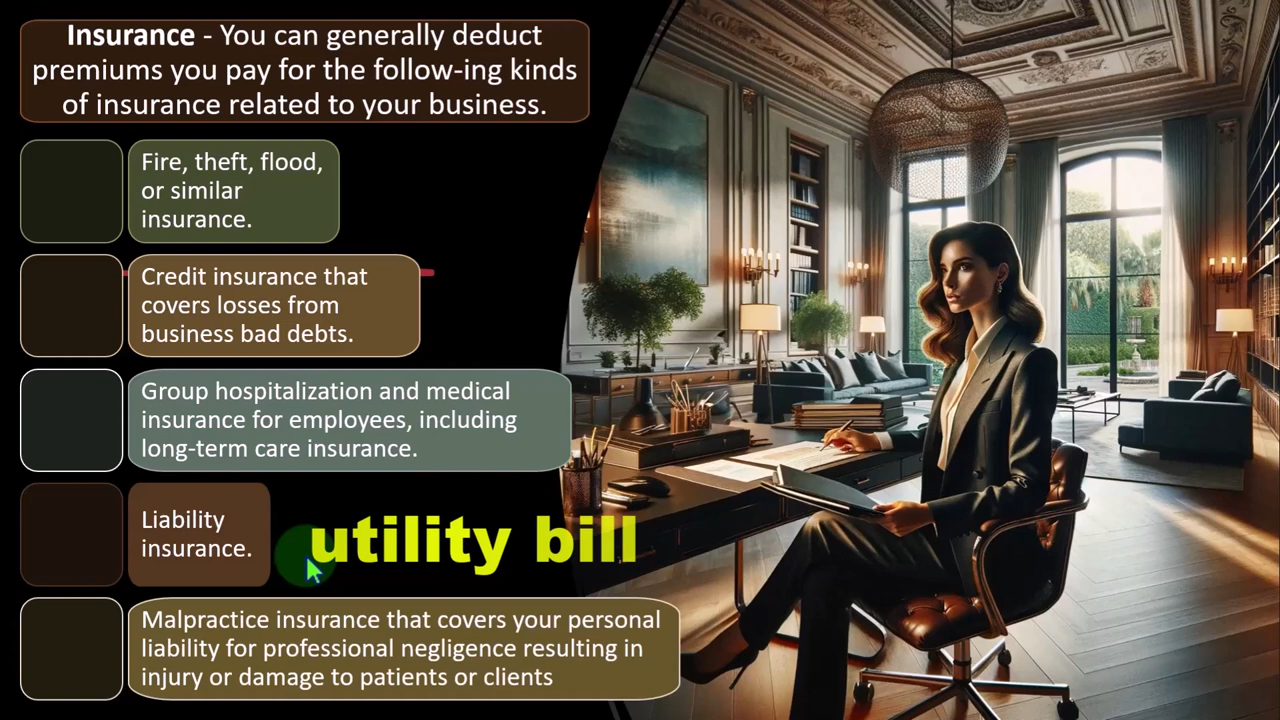 Insurance - You can generally deduct
premiums you pay for the follow-ing kinds
of insurance related to your business.
Fire, theft, flood,
or similar
insurance.
Credit insurance that
covers losses from
business bad debts.
Group hospitalization and medical
insurance for employees, including
long-term care insurance.
Liability
insurance.
utility bill
Malpractice insurance that covers your personal
liability for professional negligence resulting in
injury or damage to patients or clients